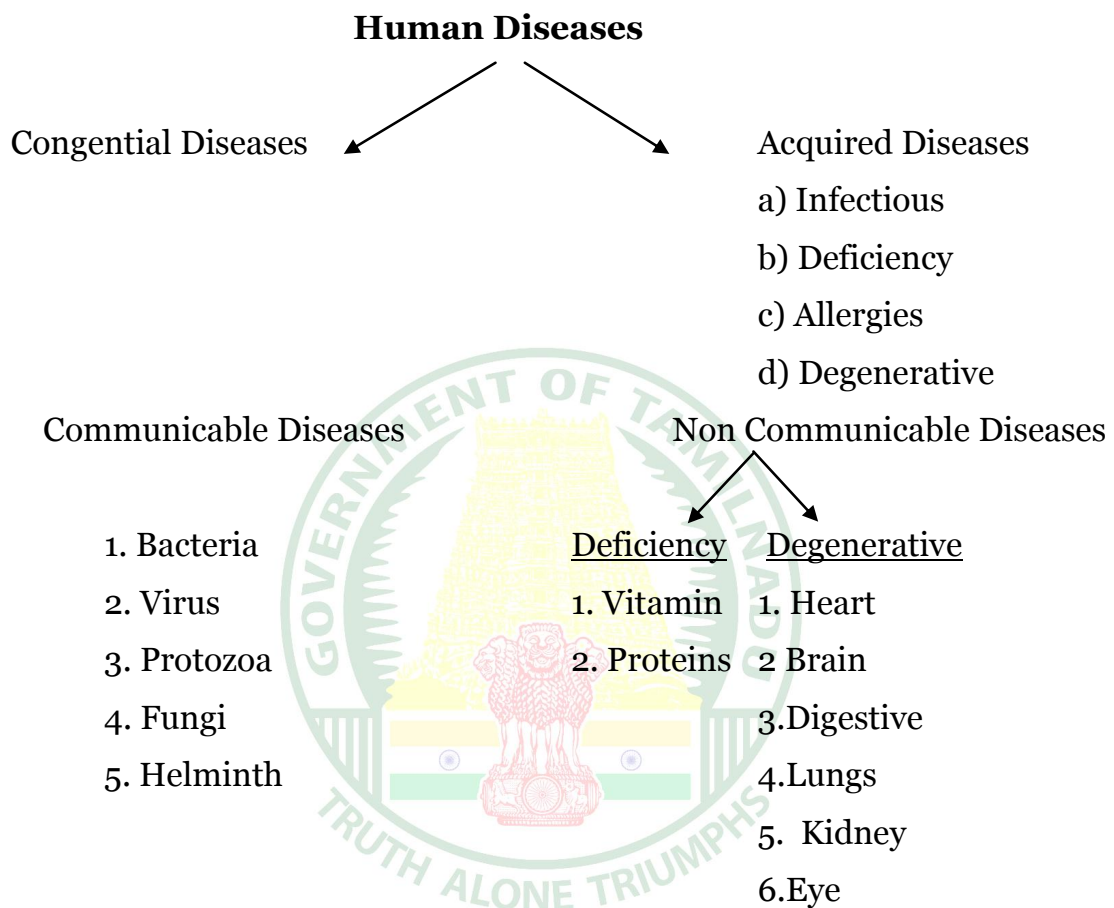 Human Diseases
Congential Diseases Acquired Diseases
a) Infectious
b) Deficiency
c) Allergies
d) Degenerative
Communicable Diseases Non Communicable Diseases
1. Bacteria Deficiency Degenerative
2. Virus 1. Vitamin 1. Heart
3. Protozoa 2. Proteins 2 Brain
4. Fungi 3.Digestive
5. Helminth 4.Lungs
5. Kidney
6.Eye
GOVERNMENT OF TAMILNADU
TRUTH ALONE TRIUMPHS